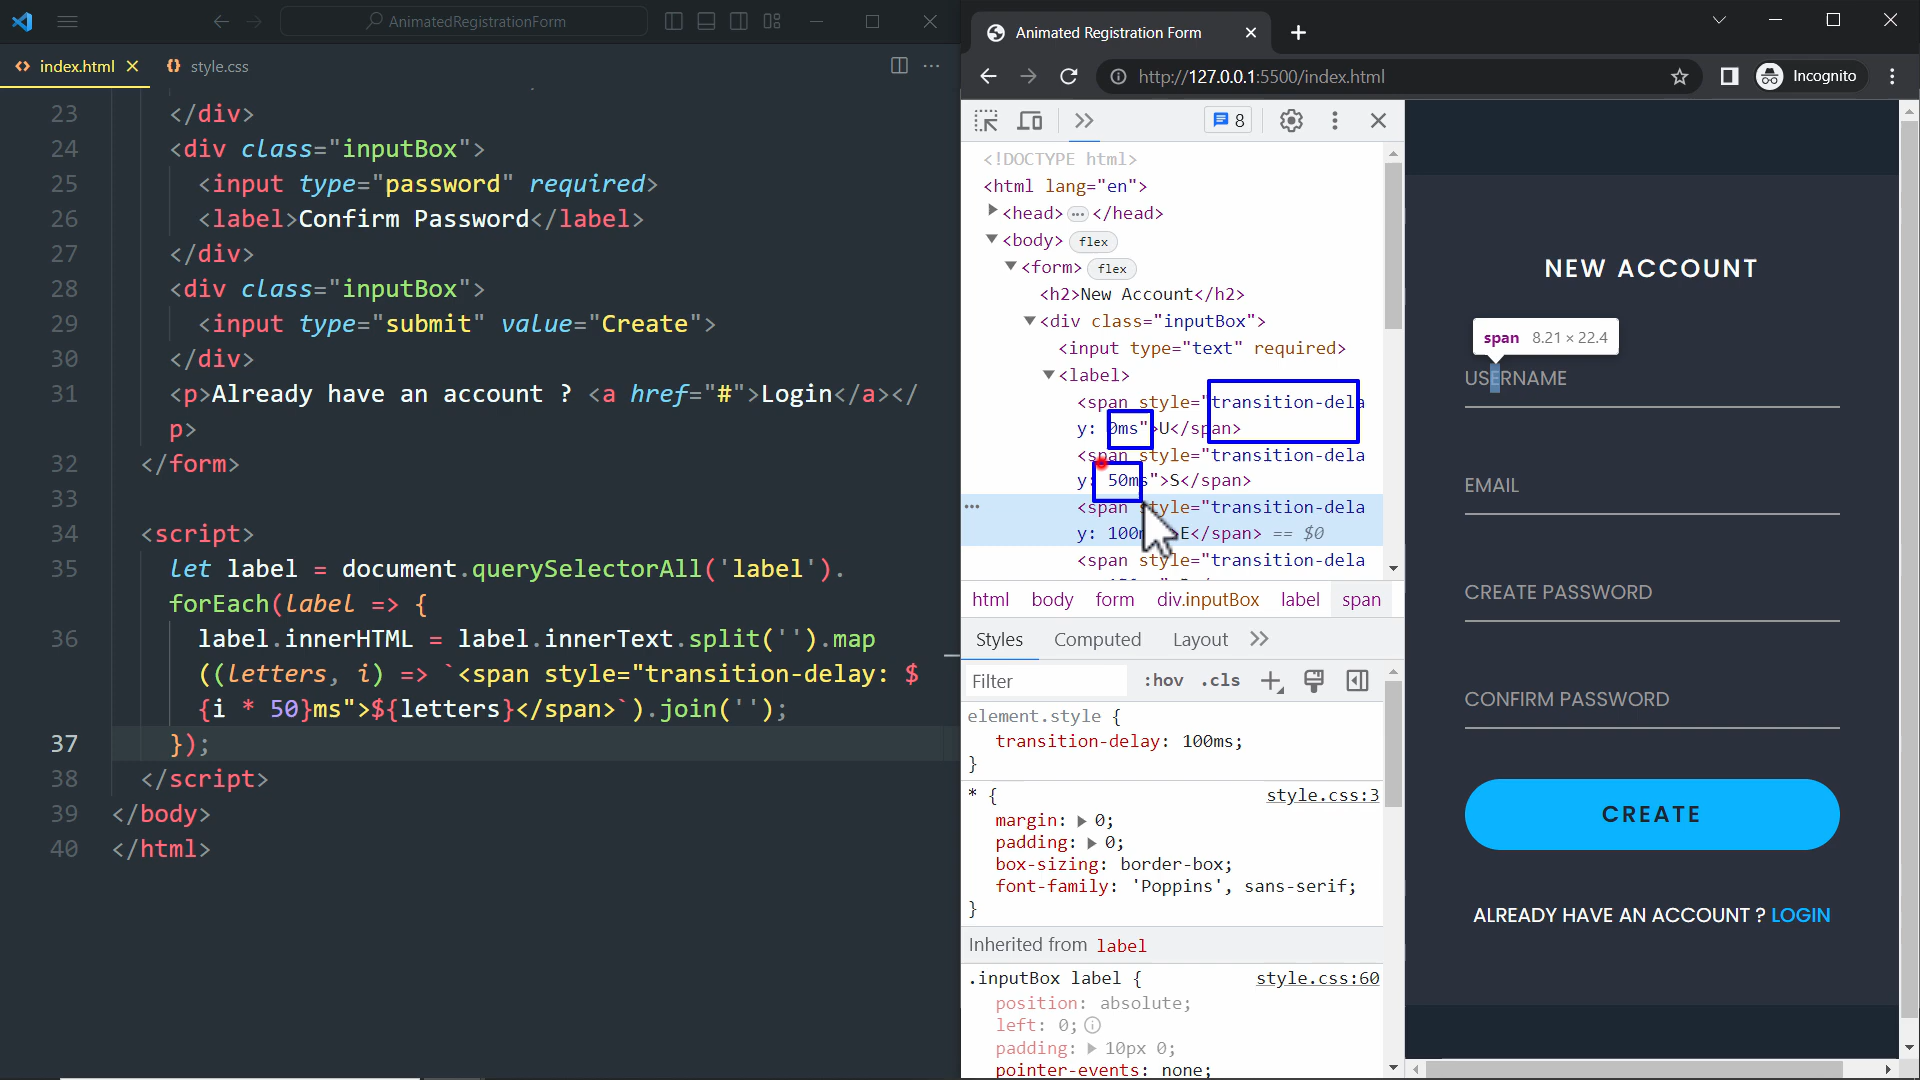 AnimatedRegistrationForm
index.html
style.css
23 </div>
24 <div class="inputBox">
25 <input type="password" required>
26 <label>Confirm Password</label>
27 </div>
28 <div class="inputBox">
29 <input type="submit" value="Create">
30 </div>
31 <p>Already have an account ? <a href="#">Login</a></
p>
32 </form>
33
34 <script>
35 let label = document.querySelectorAll('label').
forEach(label => {
36 label.innerHTML = label.innerText.split('').map
((letters, i) => `<span style="transition-delay: $
{i * 50}ms">${letters}</span>`).join('');
37 });
38 </script>
39 </body>
40 </html>
Animated Registration Form
http://127.0.0.1:5500/index.html
Incognito
8
<!DOCTYPE html>
<html lang="en">
<head> … </head>
<body> flex
<form> flex
<h2>New Account</h2>
<div class="inputBox">
<input type="text" required>
<label>
<span style="transition-dela
y: 0ms">U</span>
<span style="transition-dela
y: 50ms">S</span>
<span style="transition-dela
y: 100 E</span> == $0
<span style="transition-dela
html body form div.inputBox label span
Styles Computed Layout
Filter :hov .cls
element.style {
transition-delay: 100ms;
}
* { style.css:3
margin: 0;
padding: 0;
box-sizing: border-box;
font-family: 'Poppins', sans-serif;
}
Inherited from label
.inputBox label { style.css:60
position: absolute;
left: 0;
padding: 10px 0;
pointer-events: none;
NEW ACCOUNT
span 8.21 × 22.4
USERNAME
EMAIL
CREATE PASSWORD
CONFIRM PASSWORD
CREATE
ALREADY HAVE AN ACCOUNT ? LOGIN